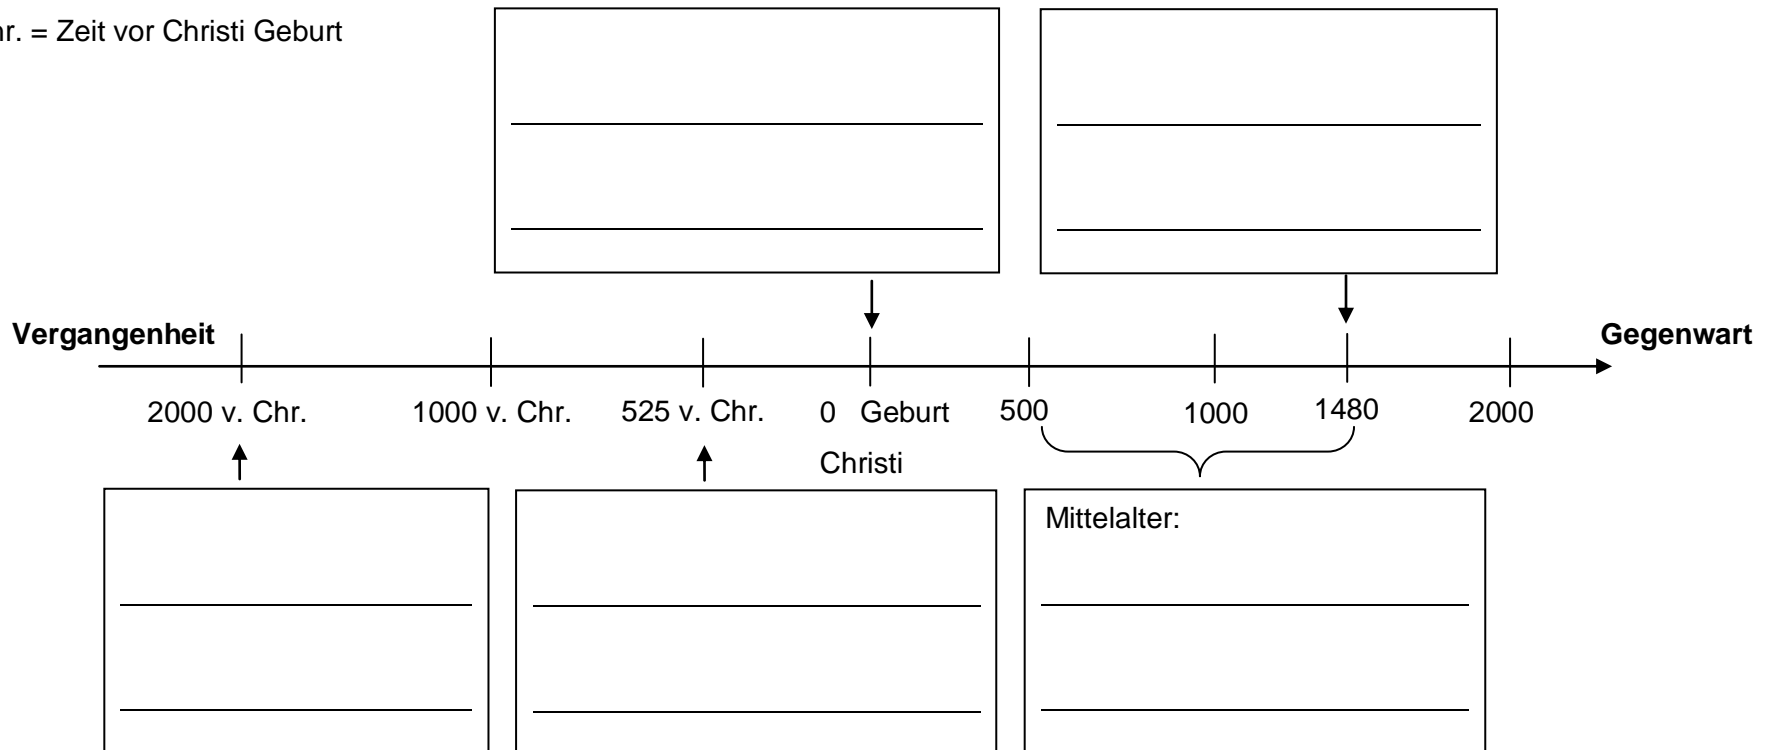 hr. = Zeit vor Christi Geburt
Vergangenheit
Gegenwart
2000 v. Chr.
1000 v. Chr.
525 v. Chr.
0 Geburt
Christi
500
1000
1480
2000
Mittelalter: